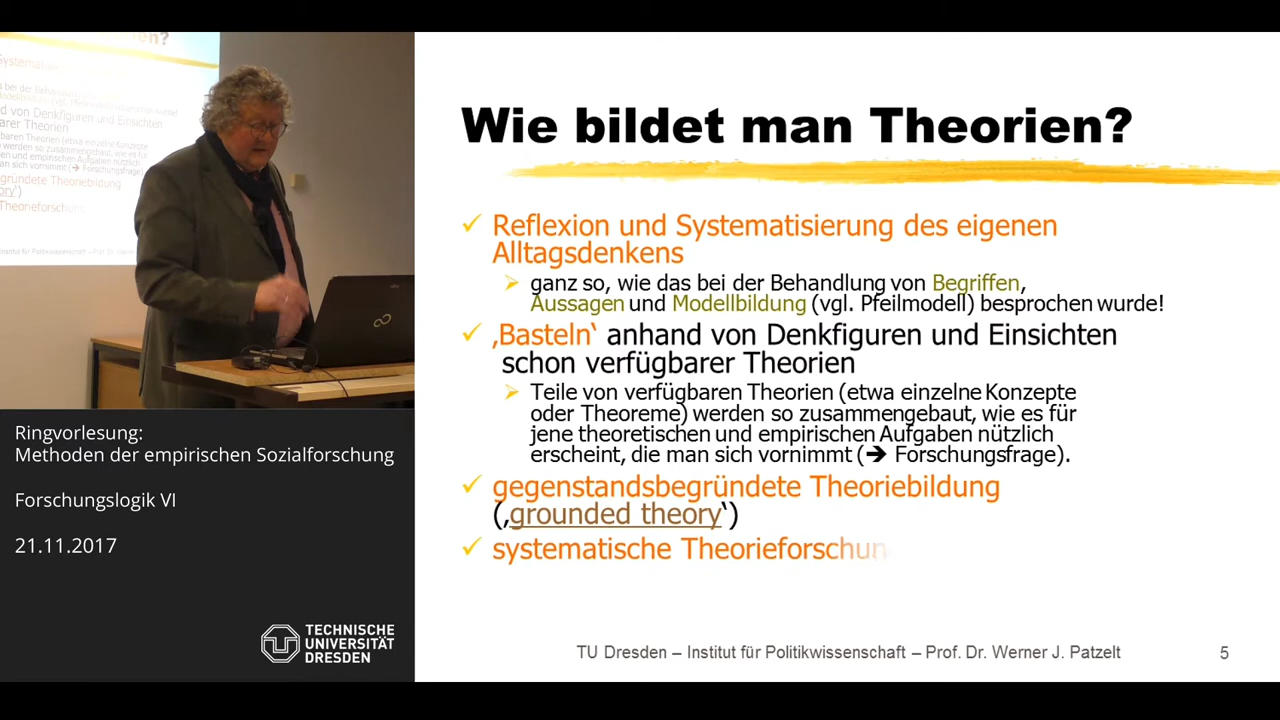 Wie bildet man Theorien?
Reflexion und Systematisierung des eigenen
Alltagsdenkens
ganz so, wie das bei der Behandlung von Begriffen,
Aussagen und Modellbildung (vgl. Pfeilmodell) besprochen wurde!
‚Basteln‘ anhand von Denkfiguren und Einsichten
schon verfügbarer Theorien
Teile von verfügbaren Theorien (etwa einzelne Konzepte
oder Theoreme) werden so zusammengebaut, wie es für
jene theoretischen und empirischen Aufgaben nützlich
erscheint, die man sich vornimmt (➔ Forschungsfrage).
gegenstandsbegründete Theoriebildung
(‚grounded theory‘)
systematische Theorieforschun
TU Dresden – Institut für Politikwissenschaft – Prof. Dr. Werner J. Patzelt
5
Ringvorlesung:
Methoden der empirischen Sozialforschung
Forschungslogik VI
21.11.2017
TECHNISCHE
UNIVERSITÄT
DRESDEN